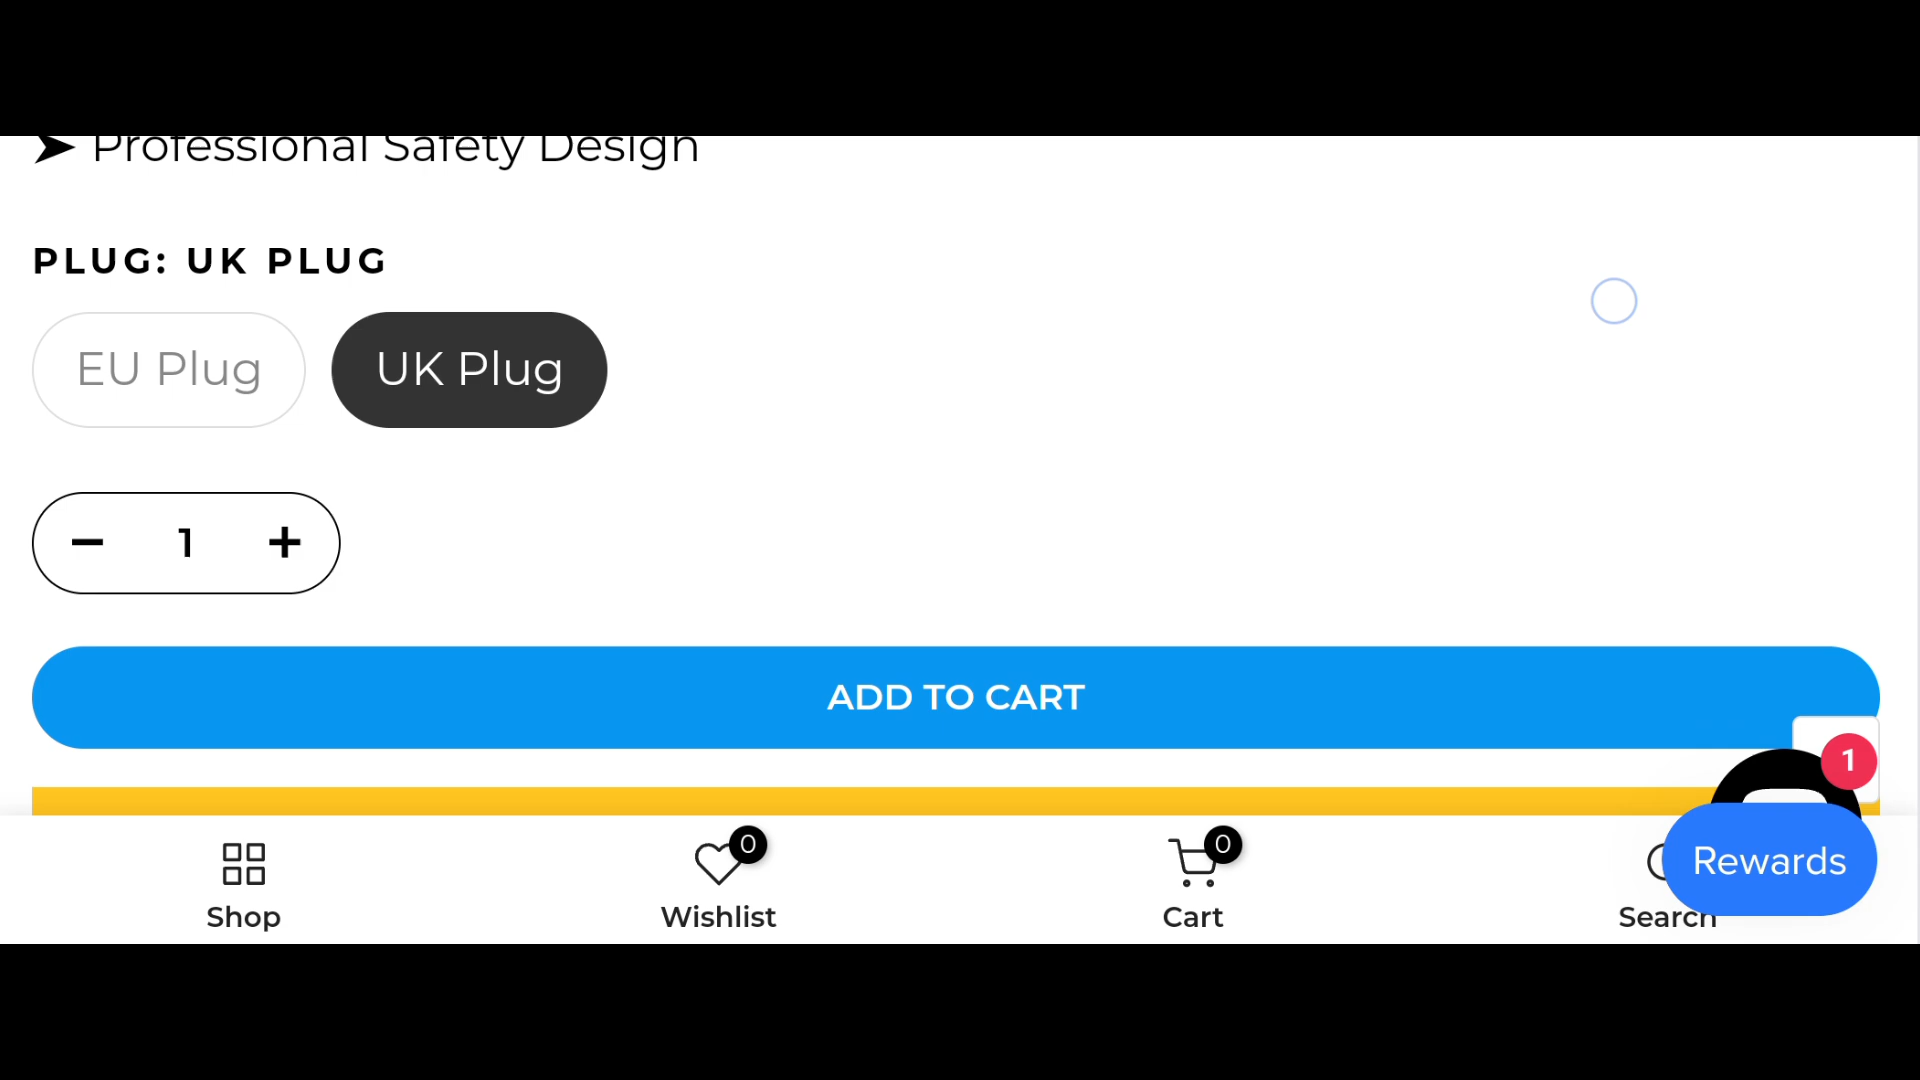 ➤ Professional Safety Design
PLUG: UK PLUG
EU Plug
UK Plug
− 1 +
ADD TO CART
1
Rewards
0
0
Shop
Wishlist
Cart
Search